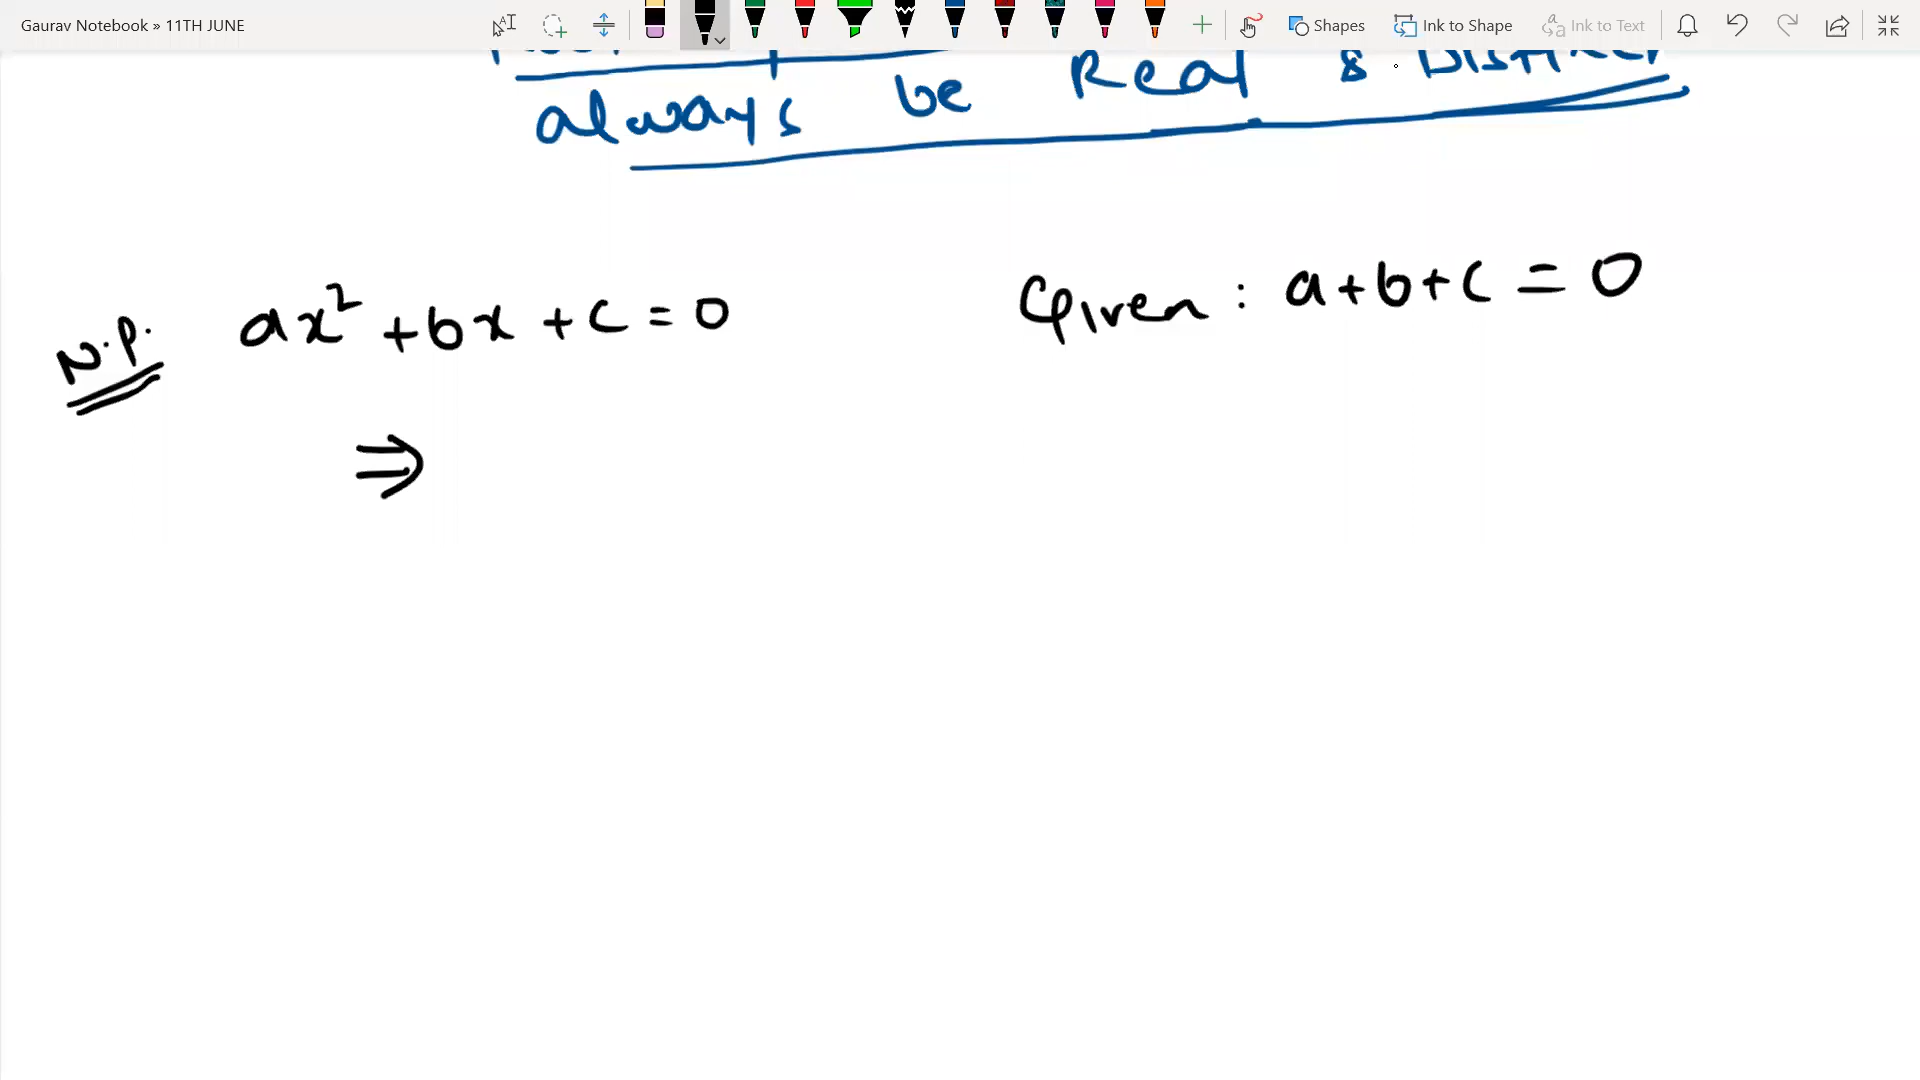 Gaurav Notebook » 11TH JUNE
Shapes
Ink to Shape
Ink to Text
always be Real & Distinct
N.P. ax² + bx + c = 0
Given : a+b+c = 0
⇒